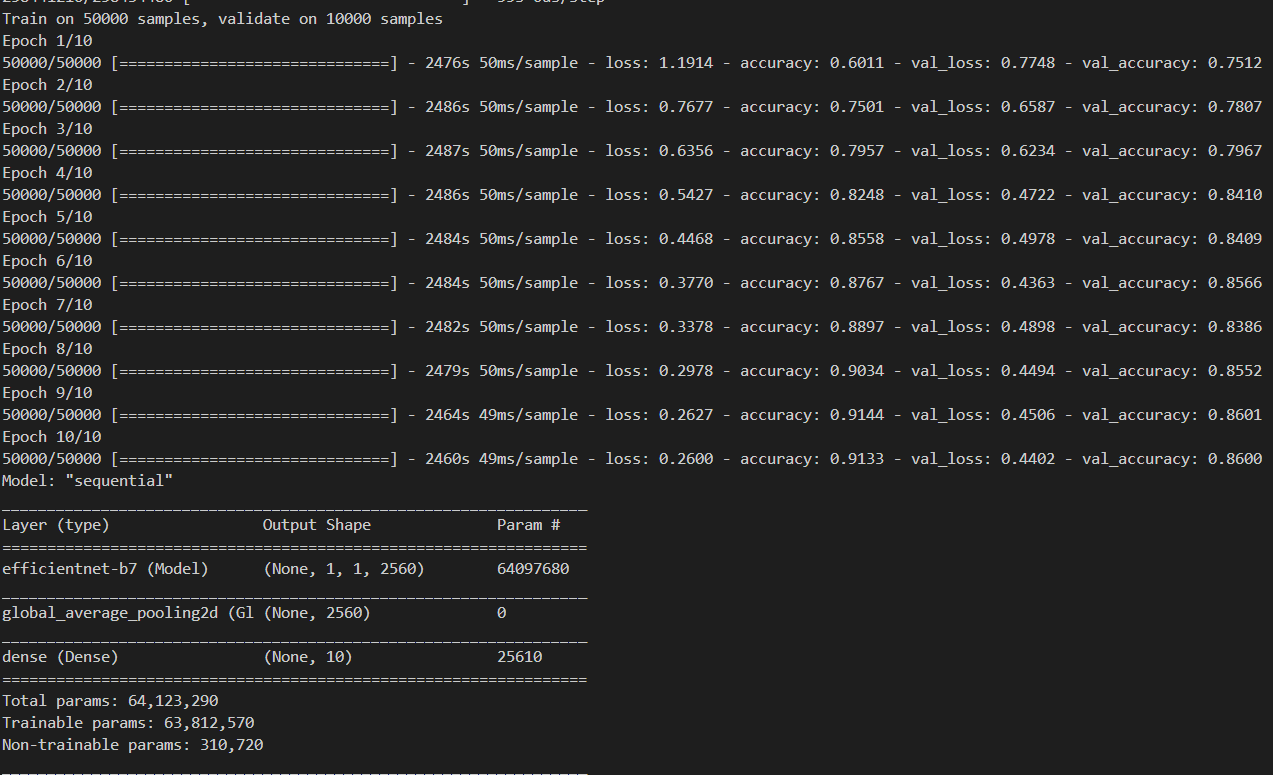 Train on 50000 samples, validate on 10000 samples
Epoch 1/10
50000/50000 [==============================] - 2476s 50ms/sample - loss: 1.1914 - accuracy: 0.6011 - val_loss: 0.7748 - val_accuracy: 0.7512
Epoch 2/10
50000/50000 [==============================] - 2486s 50ms/sample - loss: 0.7677 - accuracy: 0.7501 - val_loss: 0.6587 - val_accuracy: 0.7807
Epoch 3/10
50000/50000 [==============================] - 2487s 50ms/sample - loss: 0.6356 - accuracy: 0.7957 - val_loss: 0.6234 - val_accuracy: 0.7967
Epoch 4/10
50000/50000 [==============================] - 2486s 50ms/sample - loss: 0.5427 - accuracy: 0.8248 - val_loss: 0.4722 - val_accuracy: 0.8410
Epoch 5/10
50000/50000 [==============================] - 2484s 50ms/sample - loss: 0.4468 - accuracy: 0.8558 - val_loss: 0.4978 - val_accuracy: 0.8409
Epoch 6/10
50000/50000 [==============================] - 2484s 50ms/sample - loss: 0.3770 - accuracy: 0.8767 - val_loss: 0.4363 - val_accuracy: 0.8566
Epoch 7/10
50000/50000 [==============================] - 2482s 50ms/sample - loss: 0.3378 - accuracy: 0.8897 - val_loss: 0.4898 - val_accuracy: 0.8386
Epoch 8/10
50000/50000 [==============================] - 2479s 50ms/sample - loss: 0.2978 - accuracy: 0.9034 - val_loss: 0.4494 - val_accuracy: 0.8552
Epoch 9/10
50000/50000 [==============================] - 2464s 49ms/sample - loss: 0.2627 - accuracy: 0.9144 - val_loss: 0.4506 - val_accuracy: 0.8601
Epoch 10/10
50000/50000 [==============================] - 2460s 49ms/sample - loss: 0.2600 - accuracy: 0.9133 - val_loss: 0.4402 - val_accuracy: 0.8600
Model: "sequential"
_________________________________________________________________
Layer (type)                 Output Shape              Param #
=================================================================
efficientnet-b7 (Model)      (None, 1, 1, 2560)        64097680
_________________________________________________________________
global_average_pooling2d (Gl (None, 2560)              0
_________________________________________________________________
dense (Dense)                (None, 10)                25610
=================================================================
Total params: 64,123,290
Trainable params: 63,812,570
Non-trainable params: 310,720
_________________________________________________________________